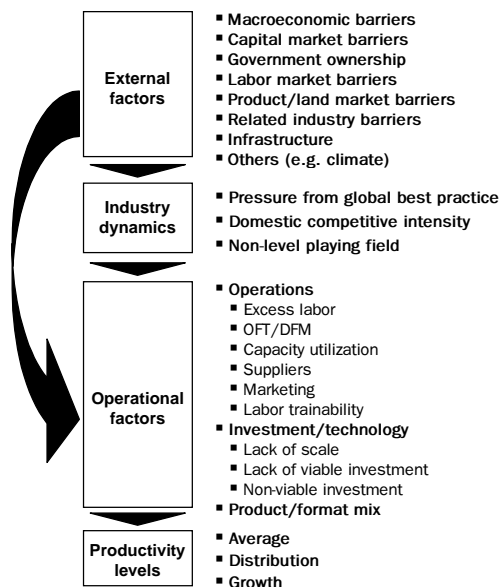 External
factors
▪ Macroeconomic barriers
▪ Capital market barriers
▪ Government ownership
▪ Labor market barriers
▪ Product/land market barriers
▪ Related industry barriers
▪ Infrastructure
▪ Others (e.g. climate)
Industry
dynamics
▪ Pressure from global best practice
▪ Domestic competitive intensity
▪ Non-level playing field
Operational
factors
▪ Operations
▪ Excess labor
▪ OFT/DFM
▪ Capacity utilization
▪ Suppliers
▪ Marketing
▪ Labor trainability
▪ Investment/technology
▪ Lack of scale
▪ Lack of viable investment
▪ Non-viable investment
▪ Product/format mix
Productivity
levels
▪ Average
▪ Distribution
▪ Growth